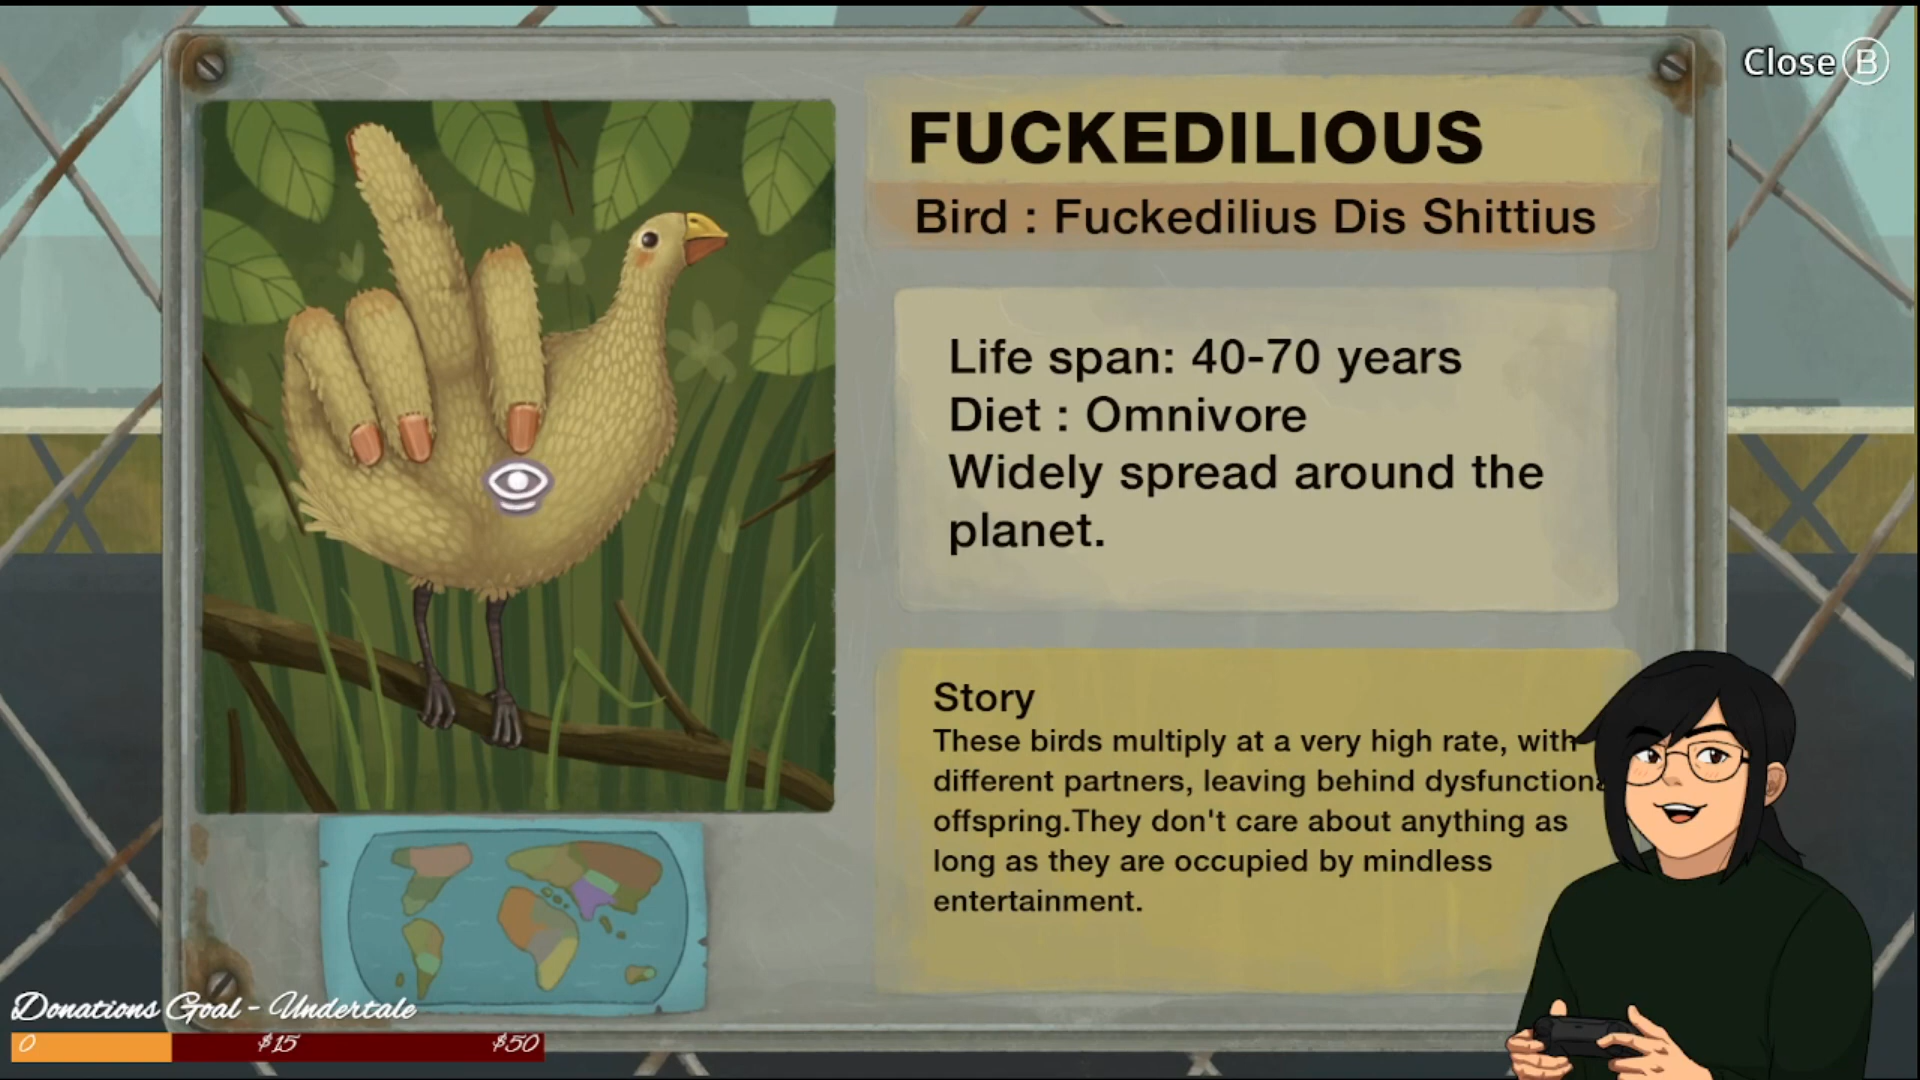 Close B
FUCKEDILIOUS
Bird : Fuckedilius Dis Shittius
Life span: 40-70 years
Diet : Omnivore
Widely spread around the
planet.
Story
These birds multiply at a very high rate, with
different partners, leaving behind dysfunctiona
offspring.They don't care about anything as
long as they are occupied by mindless
entertainment.
Donations Goal - Undertale
0 $15 $50